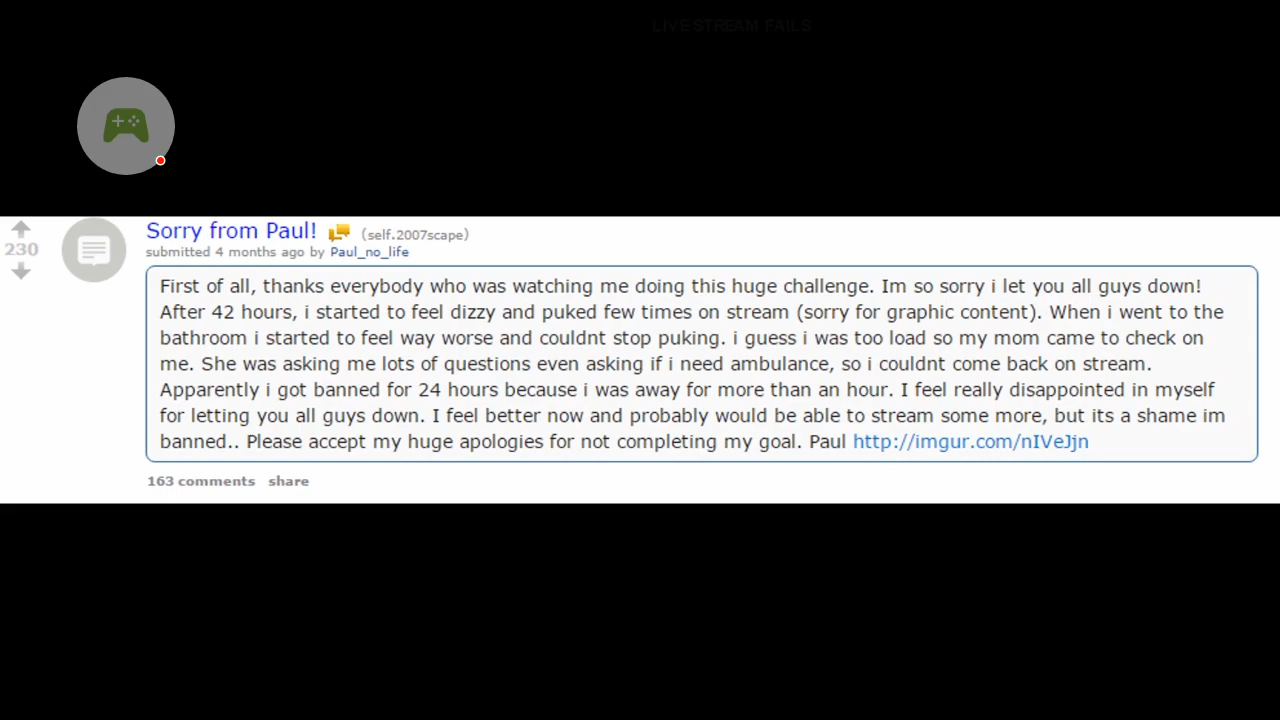 LIVESTREAM FAILS
230
Sorry from Paul! (self.2007scape)
submitted 4 months ago by Paul_no_life
First of all, thanks everybody who was watching me doing this huge challenge. Im so sorry i let you all guys down!
After 42 hours, i started to feel dizzy and puked few times on stream (sorry for graphic content). When i went to the
bathroom i started to feel way worse and couldnt stop puking. i guess i was too load so my mom came to check on
me. She was asking me lots of questions even asking if i need ambulance, so i couldnt come back on stream.
Apparently i got banned for 24 hours because i was away for more than an hour. I feel really disappointed in myself
for letting you all guys down. I feel better now and probably would be able to stream some more, but its a shame im
banned.. Please accept my huge apologies for not completing my goal. Paul http://imgur.com/nIVeJjn
163 comments share